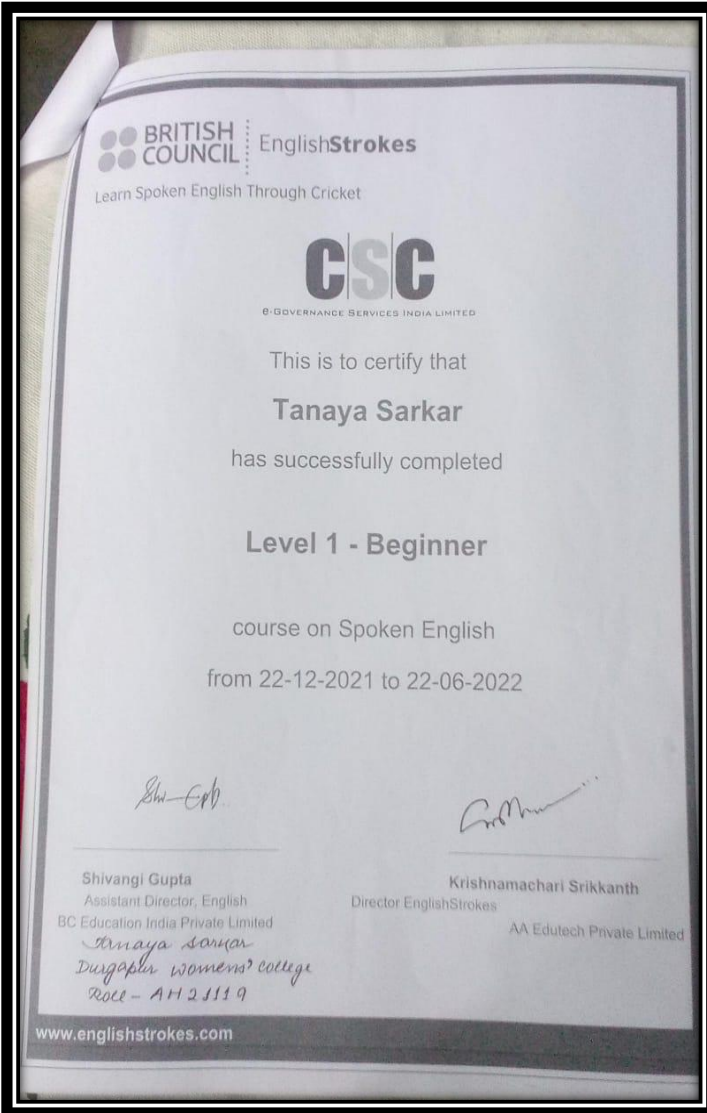 BRITISH
COUNCIL
EnglishStrokes
Learn Spoken English Through Cricket
CSC
e-Governance Services India Limited
This is to certify that
Tanaya Sarkar
has successfully completed
Level 1 - Beginner
course on Spoken English
from 22-12-2021 to 22-06-2022
Shivangi Gupta
Assistant Director, English
BC Education India Private Limited
Krishnamachari Srikkanth
Director EnglishStrokes
AA Edutech Private Limited
Tanaya Sarkar
Durgapur womens' college
Roll - AH21119
www.englishstrokes.com